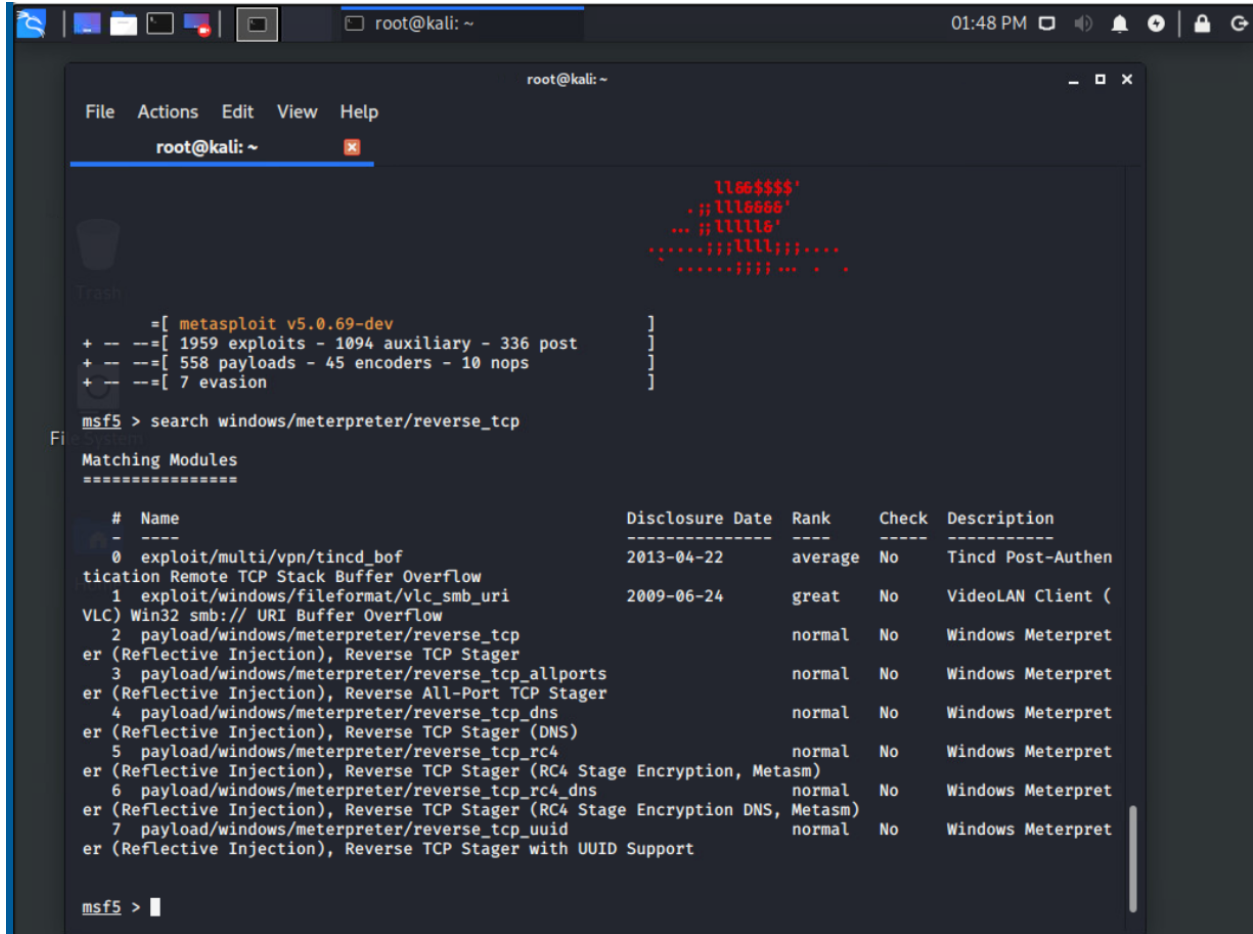 root@kali: ~
01:48 PM
root@kali: ~
File Actions Edit View Help
root@kali: ~
ll&&$$$$'
.;;lll&&&&'
... ;;lllll&'
......;;;llll;;;....
` ......;;;;... . .
Trash
=[ metasploit v5.0.69-dev ]
+ -- --=[ 1959 exploits - 1094 auxiliary - 336 post ]
+ -- --=[ 558 payloads - 45 encoders - 10 nops ]
+ -- --=[ 7 evasion ]
msf5 > search windows/meterpreter/reverse_tcp
File System
Matching Modules
================
# Name Disclosure Date Rank Check Description
- ---- --------------- ---- ----- -----------
0 exploit/multi/vpn/tincd_bof 2013-04-22 average No Tincd Post-Authen
tication Remote TCP Stack Buffer Overflow
1 exploit/windows/fileformat/vlc_smb_uri 2009-06-24 great No VideoLAN Client (
VLC) Win32 smb:// URI Buffer Overflow
2 payload/windows/meterpreter/reverse_tcp normal No Windows Meterpret
er (Reflective Injection), Reverse TCP Stager
3 payload/windows/meterpreter/reverse_tcp_allports normal No Windows Meterpret
er (Reflective Injection), Reverse All-Port TCP Stager
4 payload/windows/meterpreter/reverse_tcp_dns normal No Windows Meterpret
er (Reflective Injection), Reverse TCP Stager (DNS)
5 payload/windows/meterpreter/reverse_tcp_rc4 normal No Windows Meterpret
er (Reflective Injection), Reverse TCP Stager (RC4 Stage Encryption, Metasm)
6 payload/windows/meterpreter/reverse_tcp_rc4_dns normal No Windows Meterpret
er (Reflective Injection), Reverse TCP Stager (RC4 Stage Encryption DNS, Metasm)
7 payload/windows/meterpreter/reverse_tcp_uuid normal No Windows Meterpret
er (Reflective Injection), Reverse TCP Stager with UUID Support
msf5 >